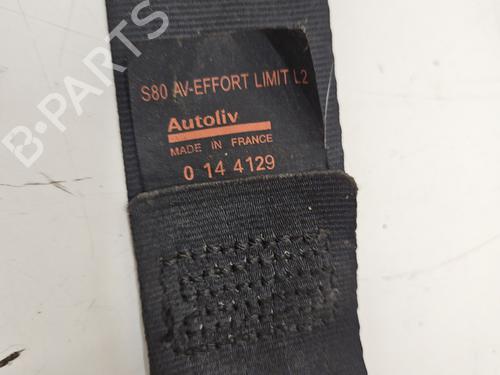 S80 AV-EFFORT LIMIT L2
Autoliv
MADE IN FRANCE
0 14 4129
B-PARTS